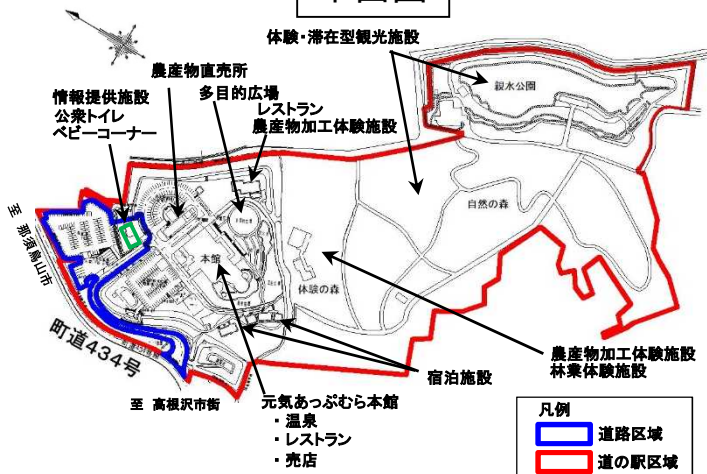 体験・滞在型観光施設
農産物直売所
多目的広場
レストラン
農産物加工体験施設
情報提供施設
公衆トイレ
ベビーコーナー
親水公園
自然の森
至 那須烏山市
本館
体験の森
町道434号
宿泊施設
農産物加工体験施設
林業体験施設
至 高根沢市街
元気あっぷむら本館
・温泉
・レストラン
・売店
凡例
道路区域
道の駅区域